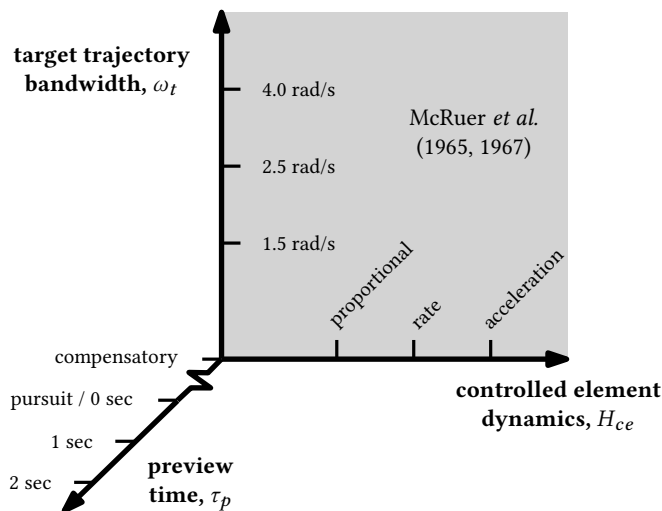 target trajectory
bandwidth, ωt
4.0 rad/s
McRuer et al.
(1965, 1967)
2.5 rad/s
1.5 rad/s
proportional
rate
acceleration
compensatory
pursuit / 0 sec
controlled element
dynamics, Hce
1 sec
preview
time, τp
2 sec